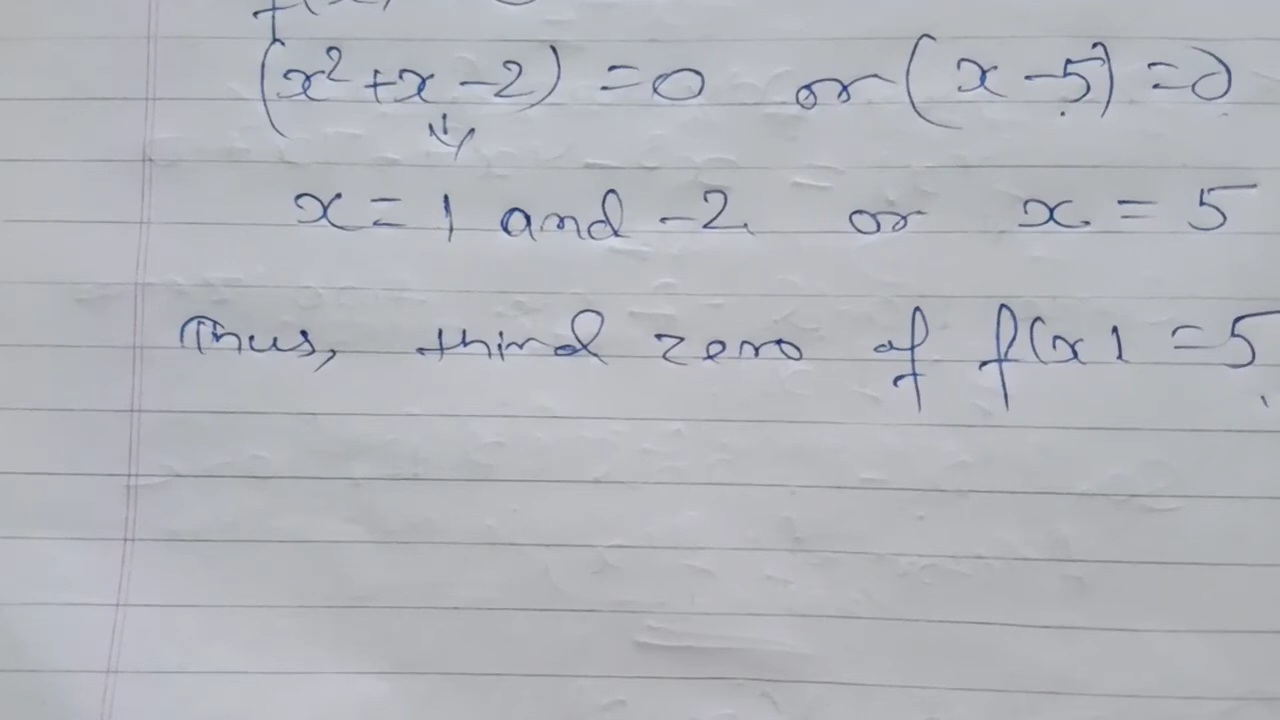 (x² + x - 2) = 0 or (x - 5) = 0
x = 1 and -2 or x = 5
Thus, third zero of f(x) = 5